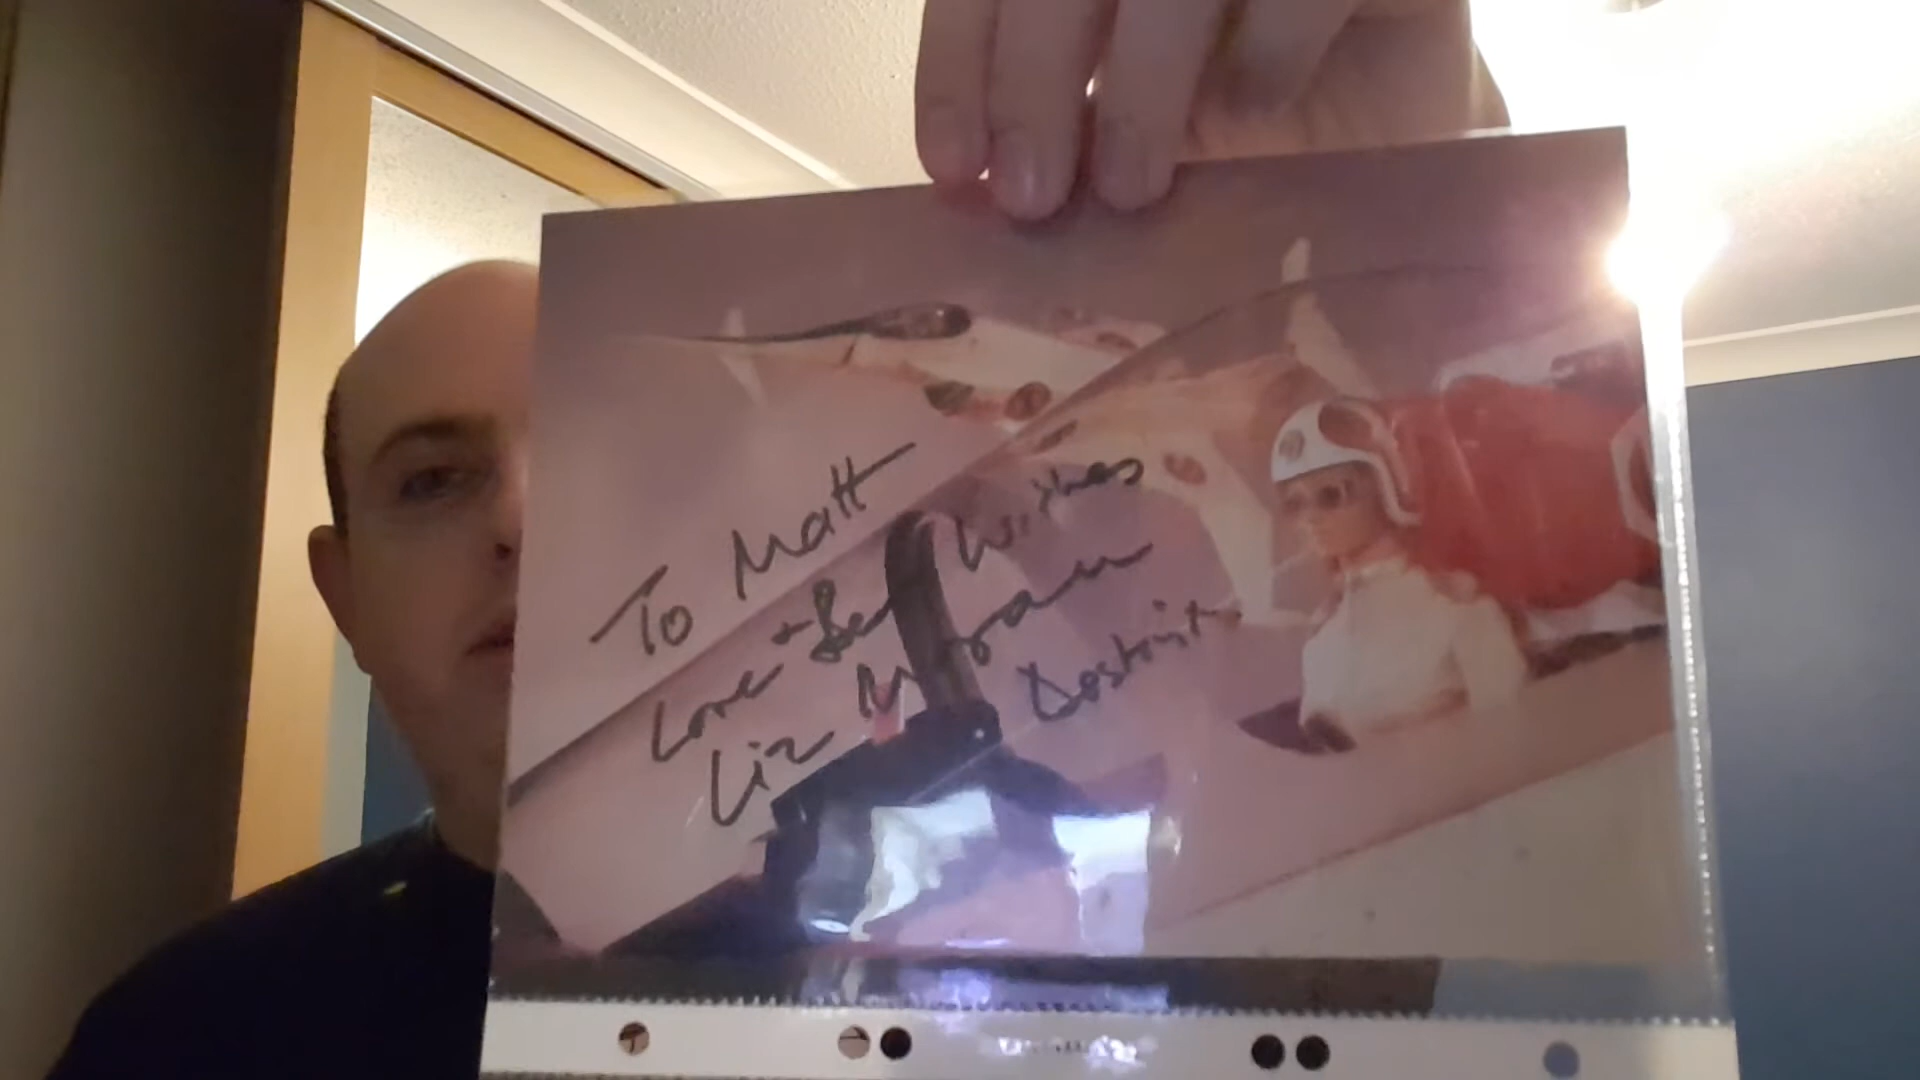 To Matt
Love + Best Wishes
Liz Morgan
Destiny